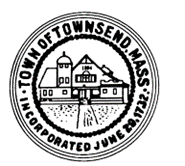 TOWN OF TOWNSEND, MASS.
INCORPORATED JUNE 29, 1732.